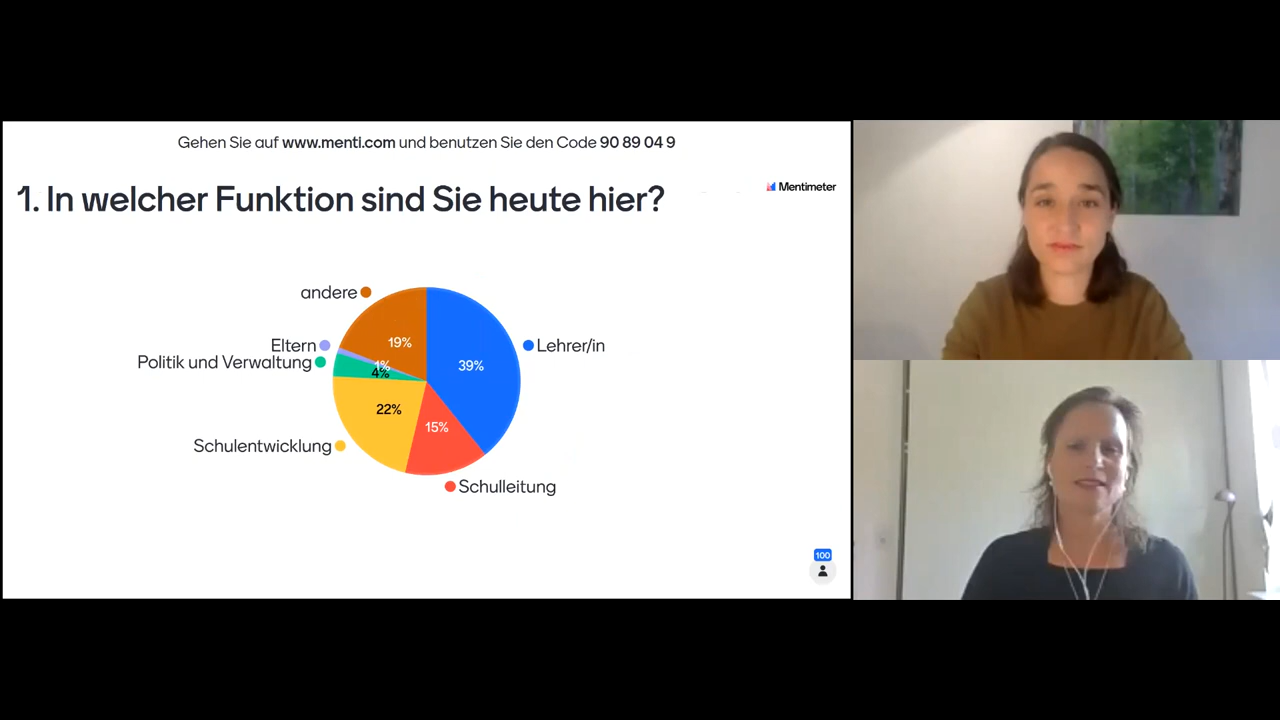 Gehen Sie auf www.menti.com und benutzen Sie den Code 90 89 04 9
1. In welcher Funktion sind Sie heute hier?
Mentimeter
andere
19%
Eltern
1%
Politik und Verwaltung
4%
39%
Lehrer/in
22%
15%
Schulentwicklung
Schulleitung
100